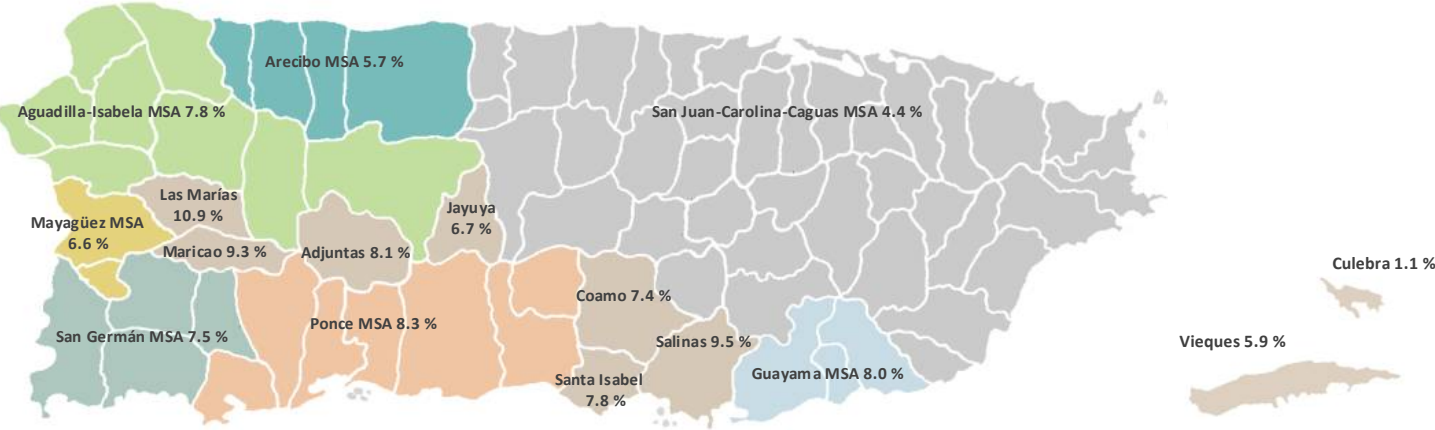 Arecibo MSA 5.7 %
Aguadilla-Isabela MSA 7.8 %
San Juan-Carolina-Caguas MSA 4.4 %
Las Marías
10.9 %
Mayagüez MSA
6.6 %
Jayuya
6.7 %
Maricao 9.3 %
Adjuntas 8.1 %
Culebra 1.1 %
Coamo 7.4 %
Ponce MSA 8.3 %
San Germán MSA 7.5 %
Salinas 9.5 %
Vieques 5.9 %
Santa Isabel
7.8 %
Guayama MSA 8.0 %